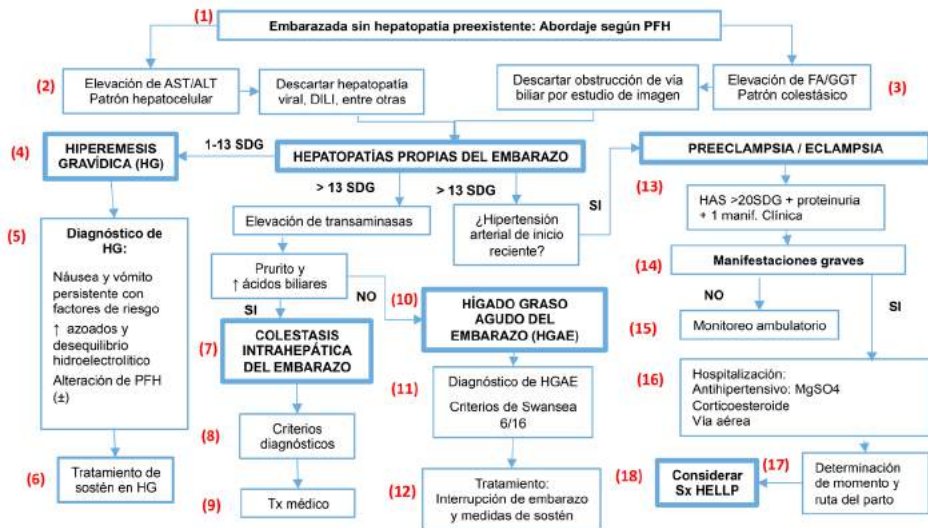 (1)
Embarazada sin hepatopatía preexistente: Abordaje según PFH
(2)
Elevación de AST/ALT
Patrón hepatocelular
Descartar hepatopatía
viral, DILI, entre otras
Descartar obstrucción de vía
biliar por estudio de imagen
Elevación de FA/GGT
Patrón colestásico
(3)
(4)
HIPEREMESIS
GRAVÍDICA (HG)
1-13 SDG
HEPATOPATÍAS PROPIAS DEL EMBARAZO
PREECLAMPSIA / ECLAMPSIA
> 13 SDG
> 13 SDG
SI
(13)
HAS >20SDG + proteinuria
+ 1 manif. Clínica
Elevación de transaminasas
¿Hipertensión
arterial de inicio
reciente?
(5)
Diagnóstico de
HG:
Náusea y vómito
persistente con
factores de riesgo
↑ azoados y
desequilibrio
hidroelectrolítico
Alteración de PFH
(±)
Prurito y
↑ ácidos biliares
SI
NO
(14)
Manifestaciones graves
NO
SI
(10)
HÍGADO GRASO
AGUDO DEL
EMBARAZO (HGAE)
(15)
Monitoreo ambulatorio
(7)
COLESTASIS
INTRAHEPÁTICA
DEL EMBARAZO
(11)
Diagnóstico de HGAE
Criterios de Swansea
6/16
(16)
Hospitalización:
Antihipertensivo: MgSO4
Corticoesteroide
Vía aérea
(8)
Criterios
diagnósticos
(6)
Tratamiento de
sostén en HG
(9)
Tx médico
(12)
Tratamiento:
Interrupción de embarazo
y medidas de sostén
(18)
Considerar
Sx HELLP
(17)
Determinación
de momento y
ruta del parto